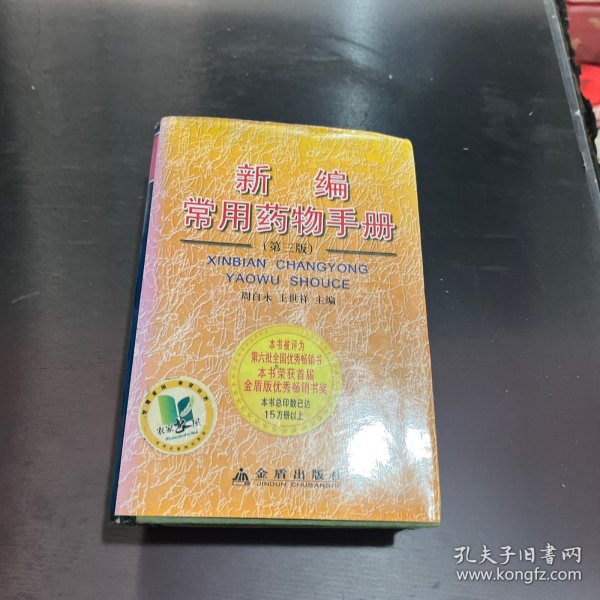 新 编
常用药物手册
(第三版)
XINBIAN CHANGYONG
YAOWU SHOUCE
周自永 王世祥 主编
本书被评为
第六批全国优秀畅销书
本书荣获首届
金盾版优秀畅销书奖
本书总印数已达
15万册以上
农家书屋
金盾出版社
JINDUN CHUBANSHE
孔夫子旧书网
www.kongfz.com